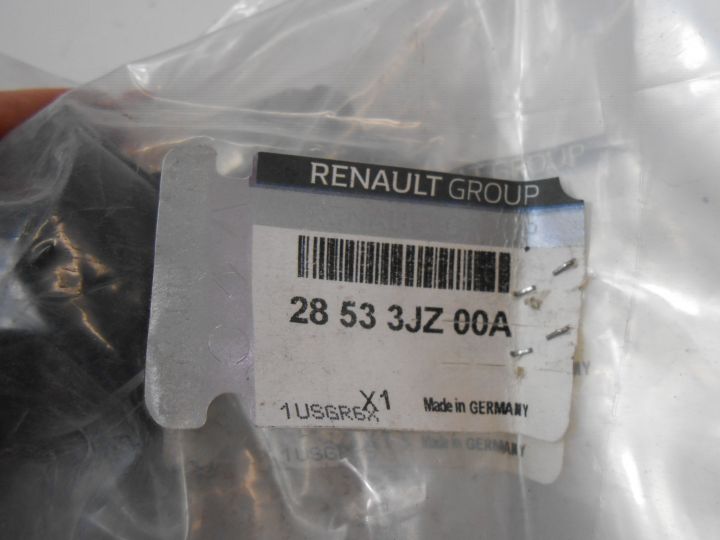 RENAULT GROUP
28 53 3JZ 00A
X1
1USGR6X Made in GERMANY